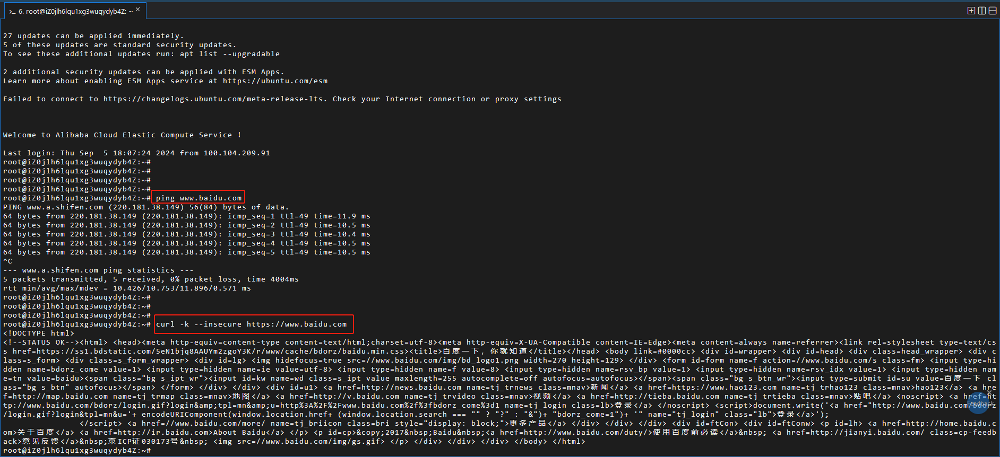 6. root@iZ0jlh6lqu1xg3wuqydyb4Z: ~
27 updates can be applied immediately.
5 of these updates are standard security updates.
To see these additional updates run: apt list --upgradable
2 additional security updates can be applied with ESM Apps.
Learn more about enabling ESM Apps service at https://ubuntu.com/esm
Failed to connect to https://changelogs.ubuntu.com/meta-release-lts. Check your Internet connection or proxy settings
Welcome to Alibaba Cloud Elastic Compute Service !
Last login: Thu Sep  5 18:07:24 2024 from 100.104.209.91
root@iZ0jlh6lqu1xg3wuqydyb4Z:~#
root@iZ0jlh6lqu1xg3wuqydyb4Z:~#
root@iZ0jlh6lqu1xg3wuqydyb4Z:~#
root@iZ0jlh6lqu1xg3wuqydyb4Z:~#
root@iZ0jlh6lqu1xg3wuqydyb4Z:~# ping www.baidu.com
PING www.a.shifen.com (220.181.38.149) 56(84) bytes of data.
64 bytes from 220.181.38.149 (220.181.38.149): icmp_seq=1 ttl=49 time=11.9 ms
64 bytes from 220.181.38.149 (220.181.38.149): icmp_seq=2 ttl=49 time=10.5 ms
64 bytes from 220.181.38.149 (220.181.38.149): icmp_seq=3 ttl=49 time=10.4 ms
64 bytes from 220.181.38.149 (220.181.38.149): icmp_seq=4 ttl=49 time=10.5 ms
64 bytes from 220.181.38.149 (220.181.38.149): icmp_seq=5 ttl=49 time=10.5 ms
^C
--- www.a.shifen.com ping statistics ---
5 packets transmitted, 5 received, 0% packet loss, time 4004ms
rtt min/avg/max/mdev = 10.426/10.753/11.896/0.571 ms
root@iZ0jlh6lqu1xg3wuqydyb4Z:~#
root@iZ0jlh6lqu1xg3wuqydyb4Z:~#
root@iZ0jlh6lqu1xg3wuqydyb4Z:~#
root@iZ0jlh6lqu1xg3wuqydyb4Z:~# curl -k --insecure https://www.baidu.com
<!DOCTYPE html>
<!--STATUS OK--><html> <head><meta http-equiv=content-type content=text/html;charset=utf-8><meta http-equiv=X-UA-Compatible content=IE=Edge><meta content=always name=referrer><link rel=stylesheet type=text/cs
s href=https://ss1.bdstatic.com/5eN1bjq8AAUYm2zgoY3K/r/www/cache/bdorz/baidu.min.css><title>百度一下，你就知道</title></head> <body link=#0000cc> <div id=wrapper> <div id=head> <div class=head_wrapper> <div c
lass=s_form> <div class=s_form_wrapper> <div id=lg> <img hidefocus=true src=//www.baidu.com/img/bd_logo1.png width=270 height=129> </div> <form id=form name=f action=//www.baidu.com/s class=fm> <input type=hi
dden name=bdorz_come value=1> <input type=hidden name=ie value=utf-8> <input type=hidden name=f value=8> <input type=hidden name=rsv_bp value=1> <input type=hidden name=rsv_idx value=1> <input type=hidden nam
e=tn value=baidu><span class="bg s_ipt_wr"><input id=kw name=wd class=s_ipt value maxlength=255 autocomplete=off autofocus=autofocus></span><span class="bg s_btn_wr"><input type=submit id=su value=百度一下 cl
ass="bg s_btn" autofocus></span> </form> </div> </div> <div id=u1> <a href=http://news.baidu.com name=tj_trnews class=mnav>新闻</a> <a href=https://www.hao123.com name=tj_trhao123 class=mnav>hao123</a> <a hre
f=http://map.baidu.com name=tj_trmap class=mnav>地图</a> <a href=http://v.baidu.com name=tj_trvideo class=mnav>视频</a> <a href=http://tieba.baidu.com name=tj_trtieba class=mnav>贴吧</a> <noscript> <a href=ht
tp://www.baidu.com/bdorz/login.gif?login&amp;tpl=mn&amp;u=http%3A%2F%2Fwww.baidu.com%2f%3fbdorz_come%3d1 name=tj_login class=lb>登录</a> </noscript> <script>document.write('<a href="http://www.baidu.com/bdorz
/login.gif?login&tpl=mn&u='+ encodeURIComponent(window.location.href+ (window.location.search === "" ? "?" : "&")+ "bdorz_come=1")+ '" name="tj_login" class="lb">登录</a>');
</script> <a href=//www.baidu.com/more/ name=tj_briicon class=bri style="display: block;">更多产品</a> </div> </div> </div> <div id=ftCon> <div id=ftConw> <p id=lh> <a href=http://home.baidu.c
om>关于百度</a> <a href=http://ir.baidu.com>About Baidu</a> </p> <p id=cp>&copy;2017&nbsp;Baidu&nbsp;<a href=http://www.baidu.com/duty/>使用百度前必读</a>&nbsp; <a href=http://jianyi.baidu.com/ class=cp-feedb
ack>意见反馈</a>&nbsp;京ICP证030173号&nbsp; <img src=//www.baidu.com/img/gs.gif> </p> </div> </div> </div> </body> </html>
root@iZ0jlh6lqu1xg3wuqydyb4Z:~#
Feedback